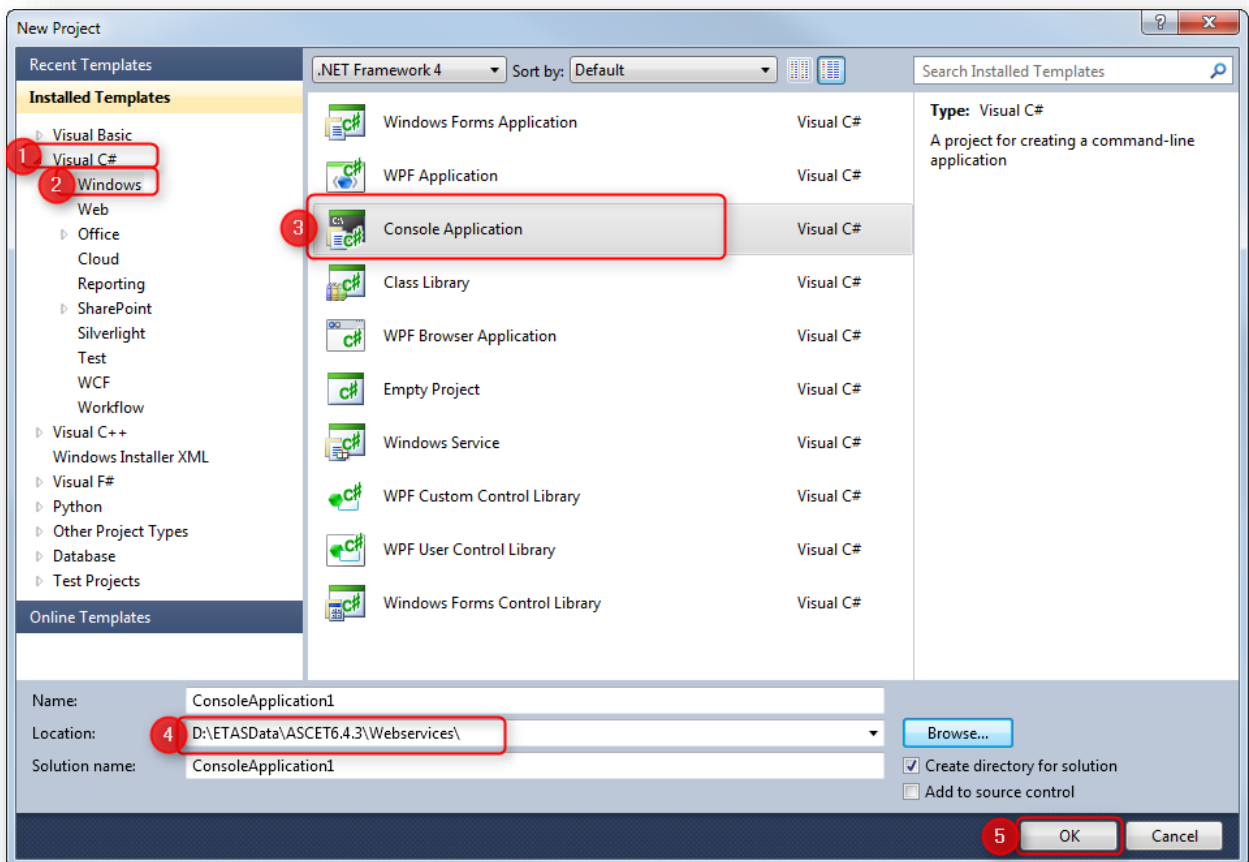 New Project
?
X
Recent Templates
Installed Templates
Visual Basic
1
Visual C#
2
Windows
Web
Office
Cloud
Reporting
SharePoint
Silverlight
Test
WCF
Workflow
Visual C++
Windows Installer XML
Visual F#
Python
Other Project Types
Database
Test Projects
Online Templates
.NET Framework 4
Sort by: Default
Windows Forms Application Visual C#
WPF Application Visual C#
3
Console Application Visual C#
Class Library Visual C#
WPF Browser Application Visual C#
Empty Project Visual C#
Windows Service Visual C#
WPF Custom Control Library Visual C#
WPF User Control Library Visual C#
Windows Forms Control Library Visual C#
Search Installed Templates
Type: Visual C#
A project for creating a command-line
application
Name: ConsoleApplication1
Location: 4 D:\ETASData\ASCET6.4.3\Webservices\
Browse...
Solution name: ConsoleApplication1
Create directory for solution
Add to source control
5
OK
Cancel